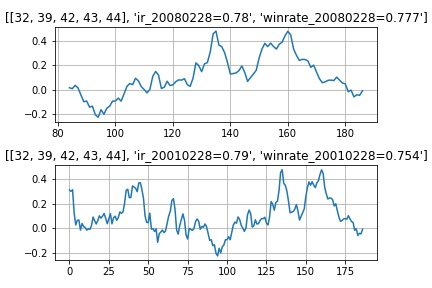 [[32, 39, 42, 43, 44], 'ir_20080228=0.78', 'winrate_20080228=0.777']
0.4
0.2
0.0
−0.2
80 100 120 140 160 180
[[32, 39, 42, 43, 44], 'ir_20010228=0.79', 'winrate_20010228=0.754']
0.4
0.2
0.0
−0.2
0 25 50 75 100 125 150 175